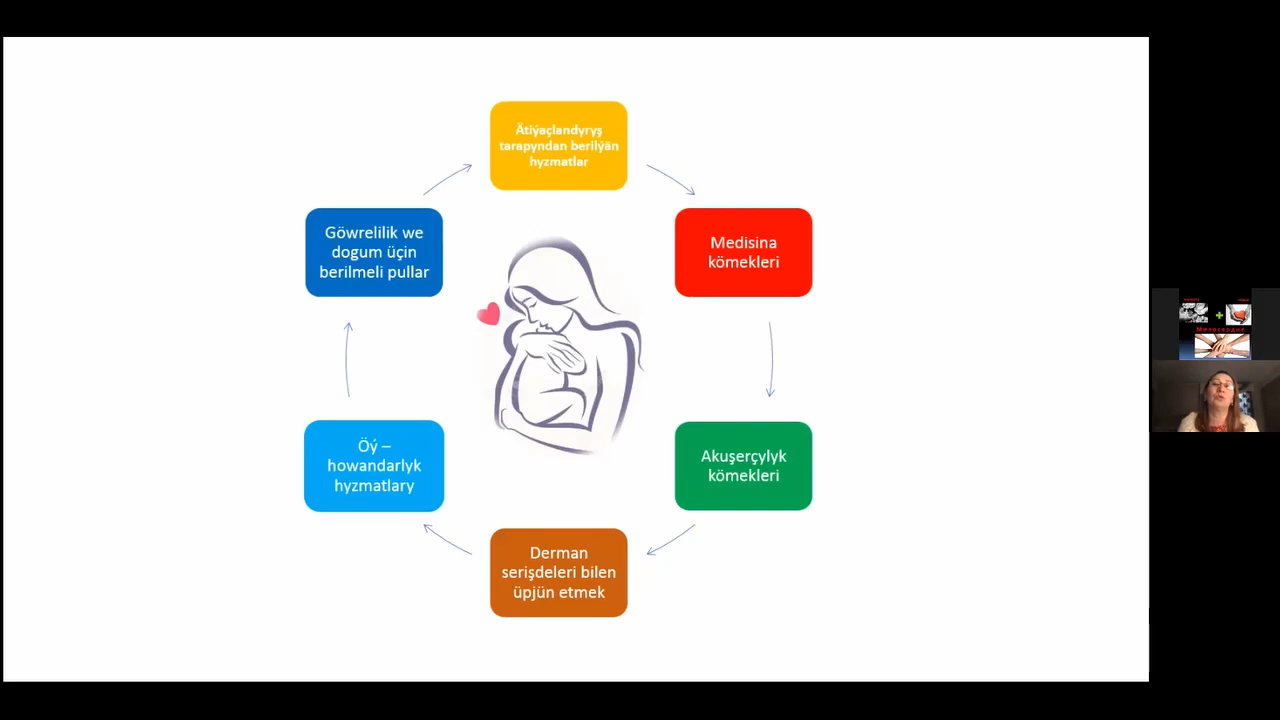 Ätiýaçlandyryş
tarapyndan berilýän
hyzmatlar
Medisina
kömekleri
Akuşerçylyk
kömekleri
Derman
serişdeleri bilen
üpjün etmek
Öý –
howandarlyk
hyzmatlary
Göwrelilik we
dogum üçin
berilmeli pullar
Милосердие